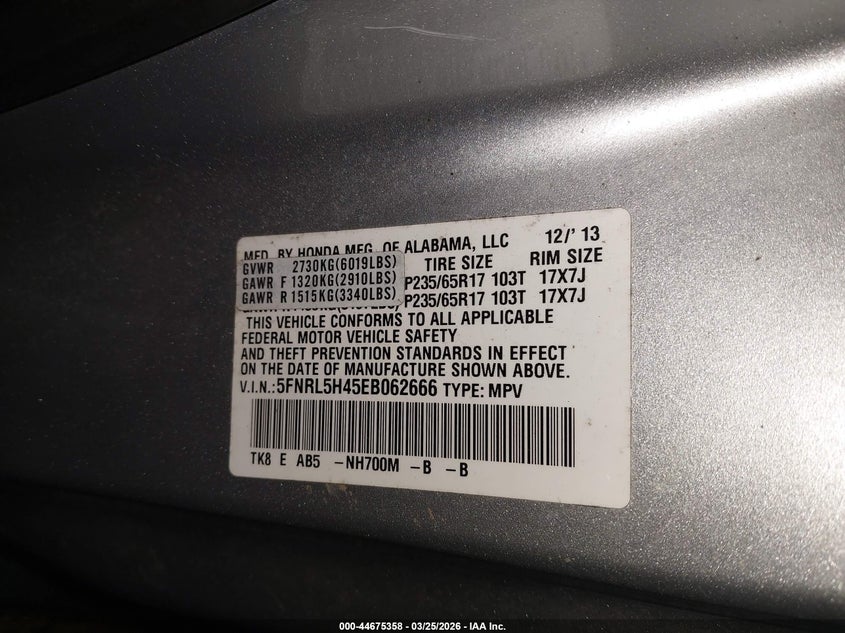 MFD. BY HONDA MFG. OF ALABAMA, LLC 12/' 13
GVWR 2730KG(6019LBS) TIRE SIZE RIM SIZE
GAWR F 1320KG(2910LBS) P235/65R17 103T 17X7J
GAWR R 1515KG(3340LBS) P235/65R17 103T 17X7J
THIS VEHICLE CONFORMS TO ALL APPLICABLE
FEDERAL MOTOR VEHICLE SAFETY
AND THEFT PREVENTION STANDARDS IN EFFECT
ON THE DATE OF MANUFACTURE SHOWN ABOVE.
V.I.N.:5FNRL5H45EB062666 TYPE: MPV
TK8 E AB5 -NH700M -B -B
000-44675358 - 03/25/2026 - IAA Inc.